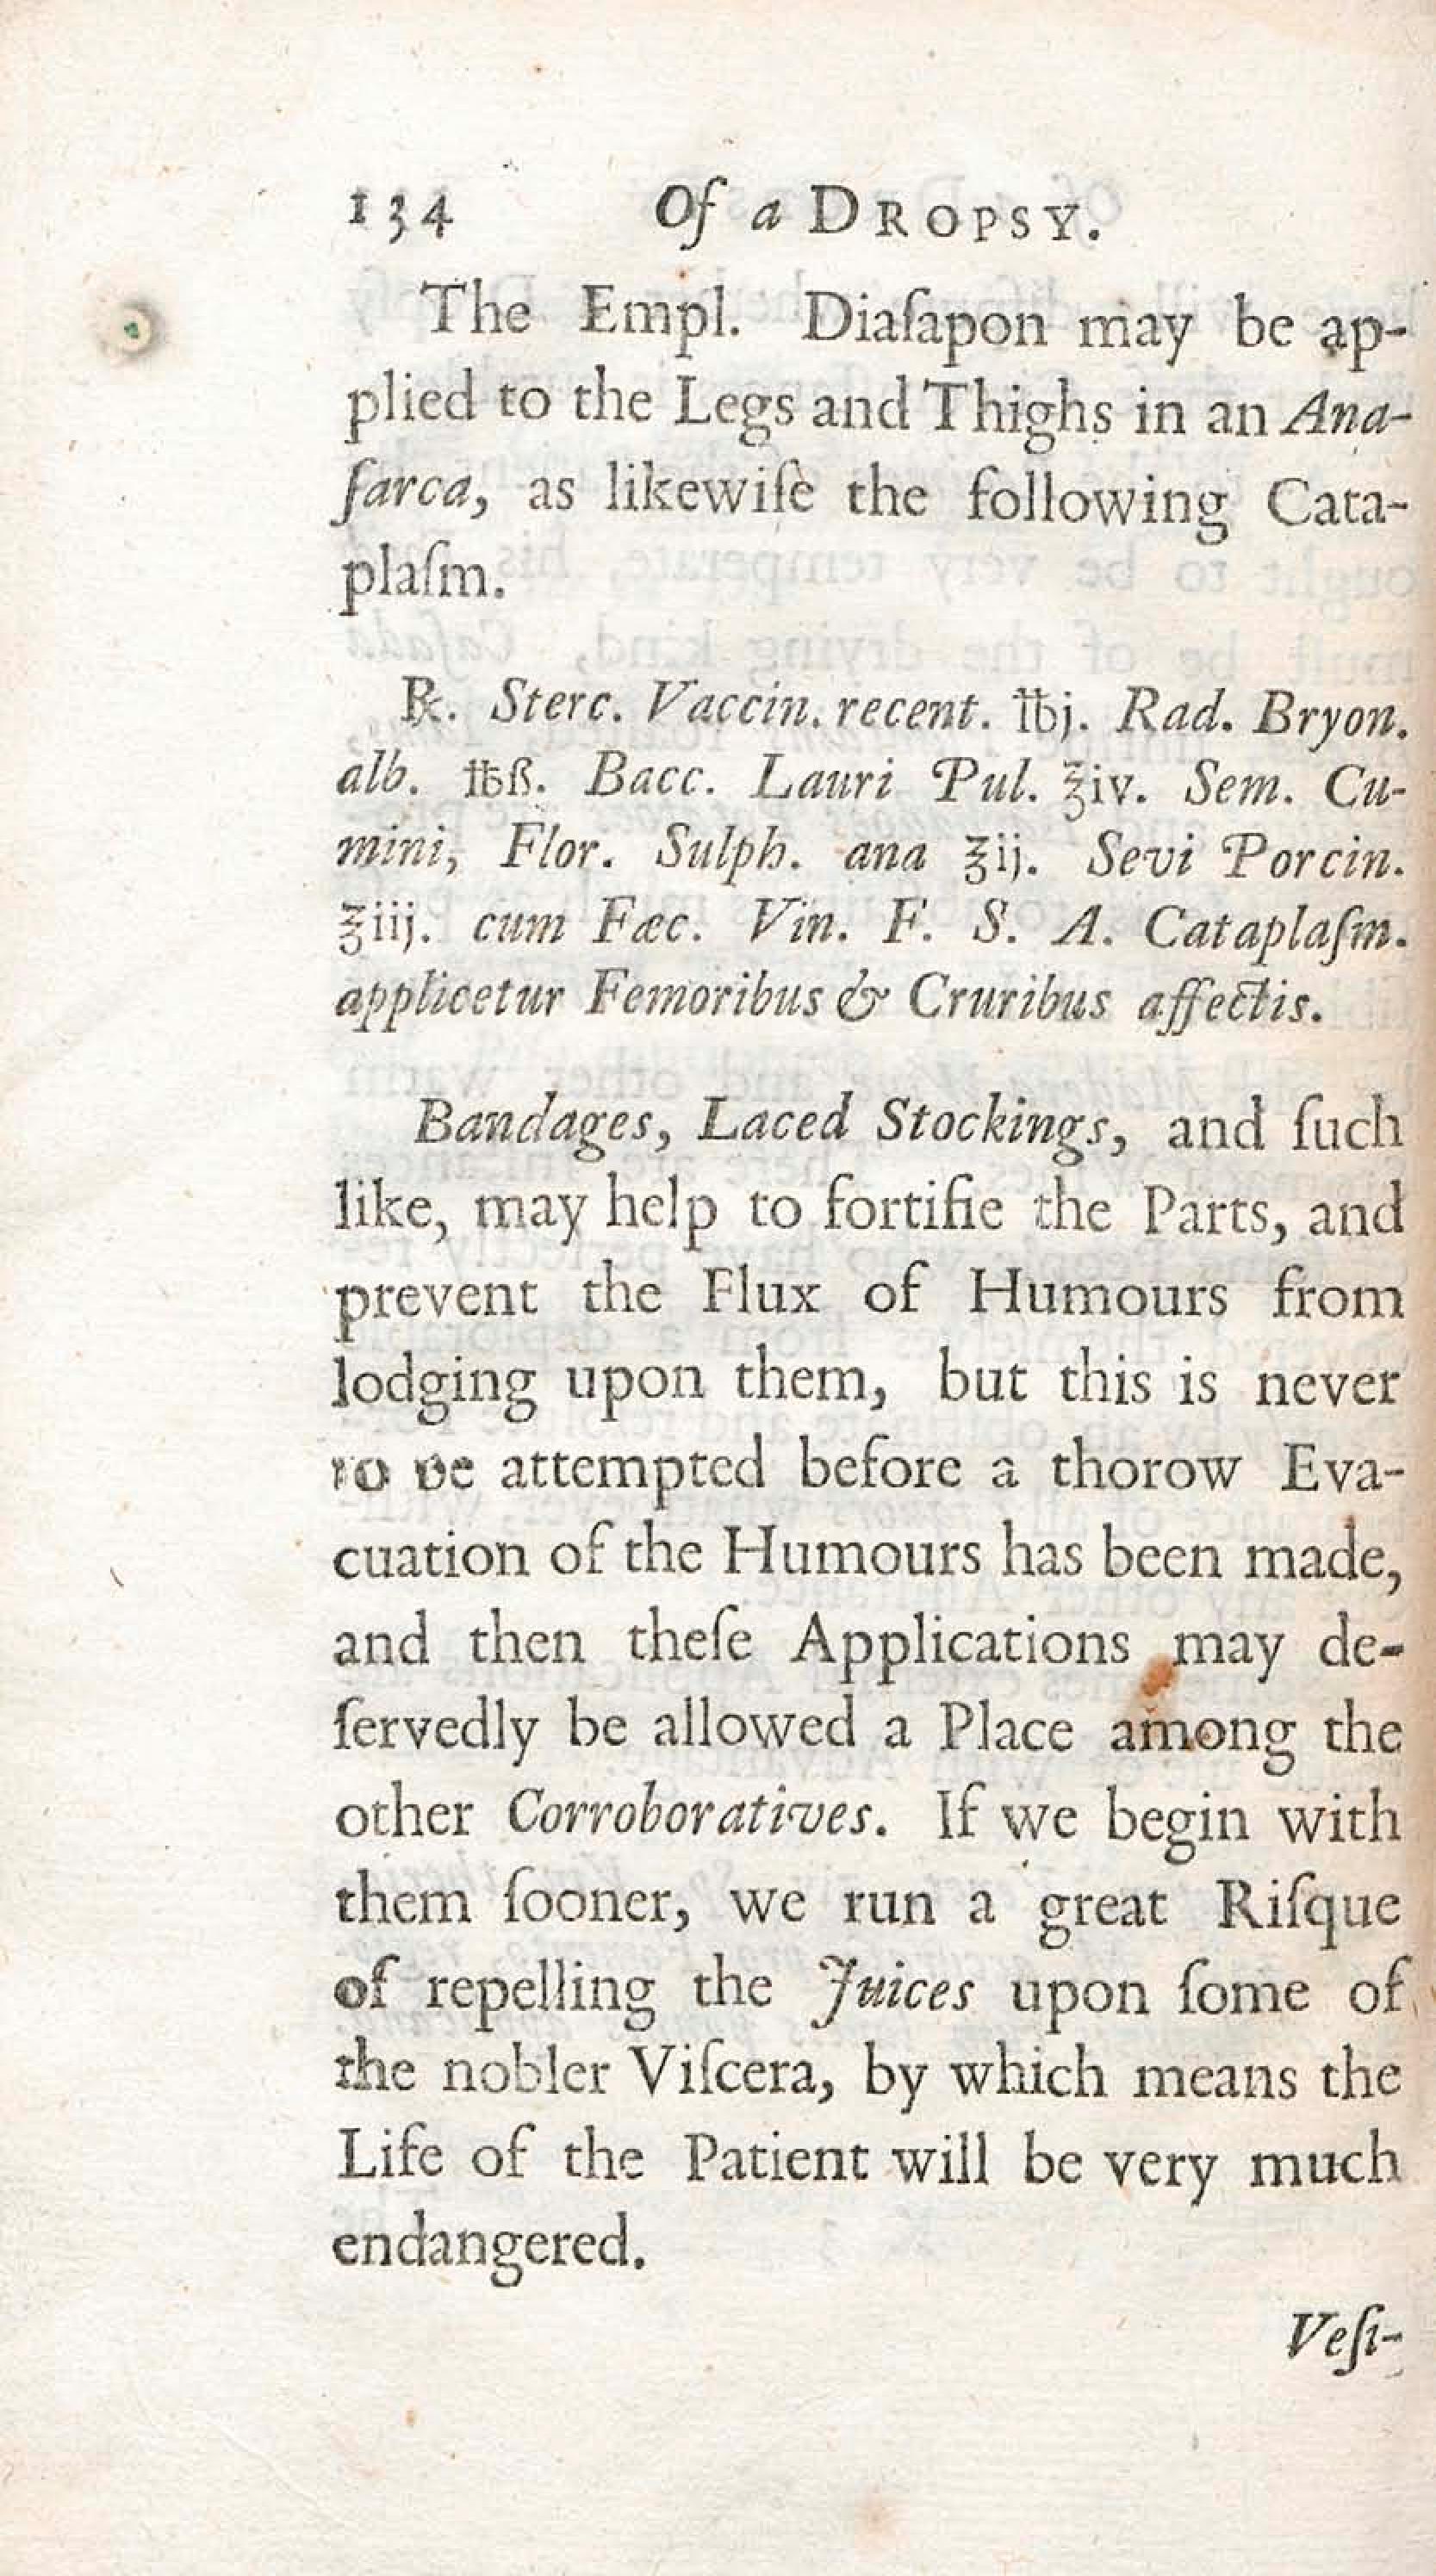 134 Of a DROPSY.
The Empl. Diaſapon may be ap-
plied to the Legs and Thighs in an Ana-
ſarca, as likewiſe the following Cata-
plaſm.
℞. Sterc. Vaccin. recent. ℔j. Rad. Bryon.
alb. ℔ß. Bacc. Lauri Pul. ℥iv. Sem. Cu-
mini, Flor. Sulph. ana ℥ij. Sevi Porcin.
℥iij. cum Fæc. Vin. F. S. A. Cataplaſm.
applicetur Femoribus & Cruribus affectis.
Bandages, Laced Stockings, and ſuch
like, may help to fortifie the Parts, and
prevent the Flux of Humours from
lodging upon them, but this is never
to be attempted before a thorow Eva-
cuation of the Humours has been made,
and then theſe Applications may de-
ſervedly be allowed a Place among the
other Corroboratives. If we begin with
them ſooner, we run a great Riſque
of repelling the Juices upon ſome of
the nobler Viſcera, by which means the
Life of the Patient will be very much
endangered.
Veſi-